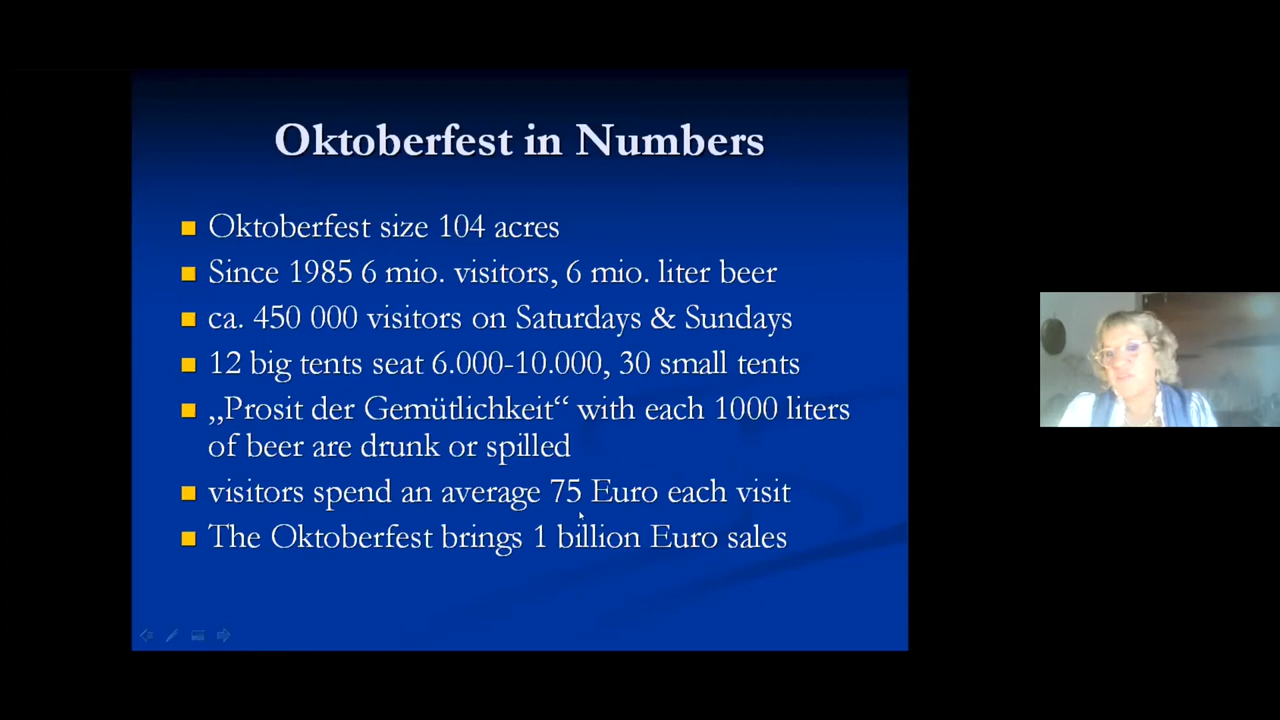 Oktoberfest in Numbers
Oktoberfest size 104 acres
Since 1985 6 mio. visitors, 6 mio. liter beer
ca. 450 000 visitors on Saturdays & Sundays
12 big tents seat 6.000-10.000, 30 small tents
„Prosit der Gemütlichkeit“ with each 1000 liters
of beer are drunk or spilled
visitors spend an average 75 Euro each visit
The Oktoberfest brings 1 billion Euro sales